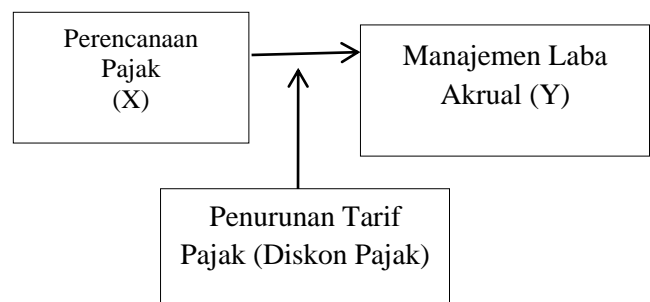 Perencanaan
Pajak
(X)
Manajemen Laba
Akrual (Y)
Penurunan Tarif
Pajak (Diskon Pajak)